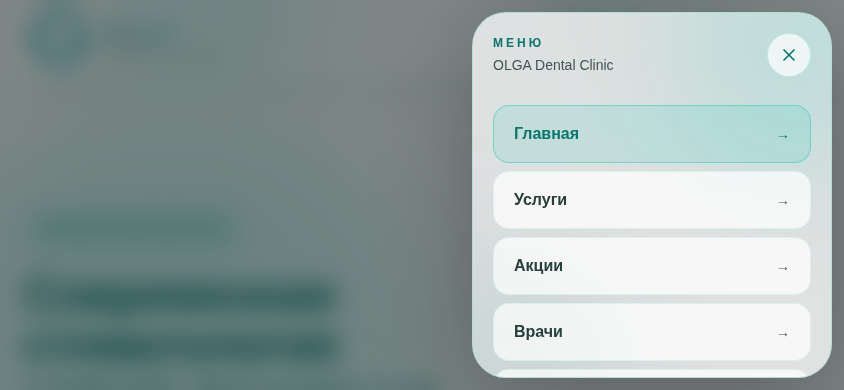 МЕНЮ
OLGA Dental Clinic
Главная →
Услуги →
Акции →
Врачи →